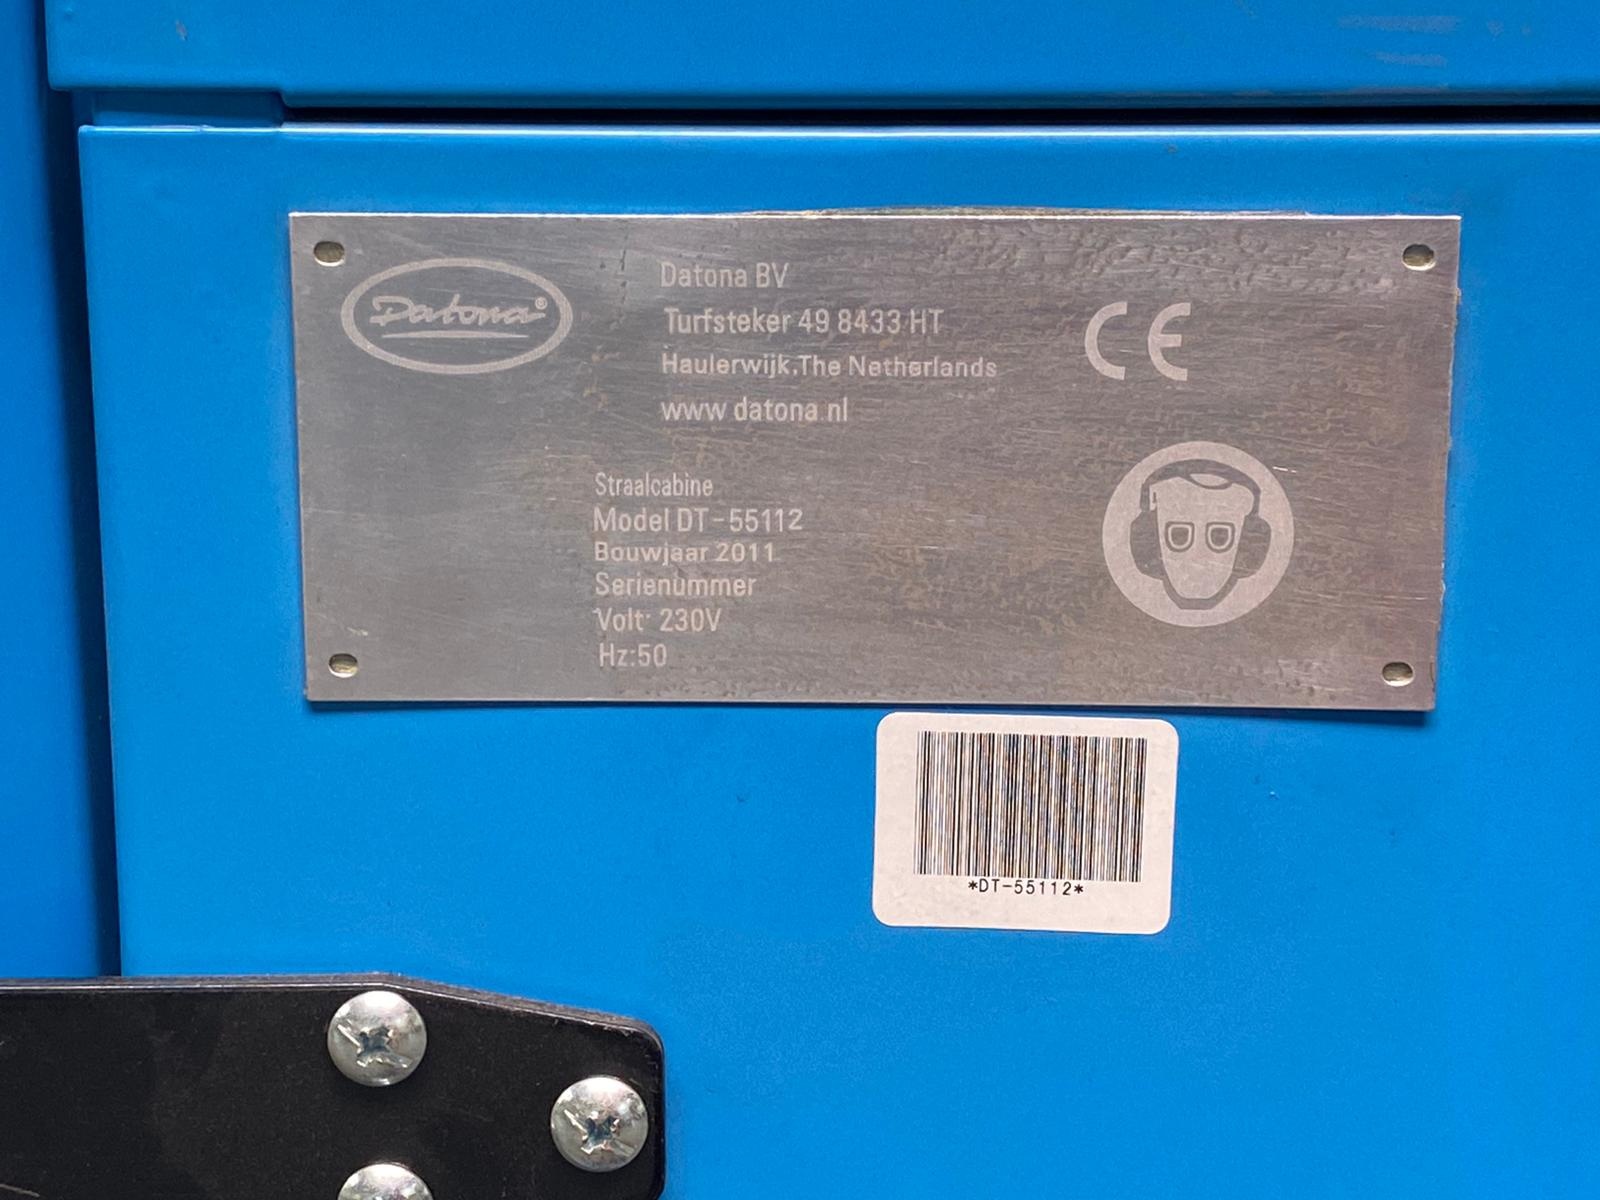 Datona®
Datona BV
Turfsteker 49 8433 HT
Haulerwijk.The Netherlands
www datona nl
CE
Straalcabine
Model DT-55112
Bouwjaar 2011
Serienummer
Volt: 230V
Hz:50
*DT-55112*